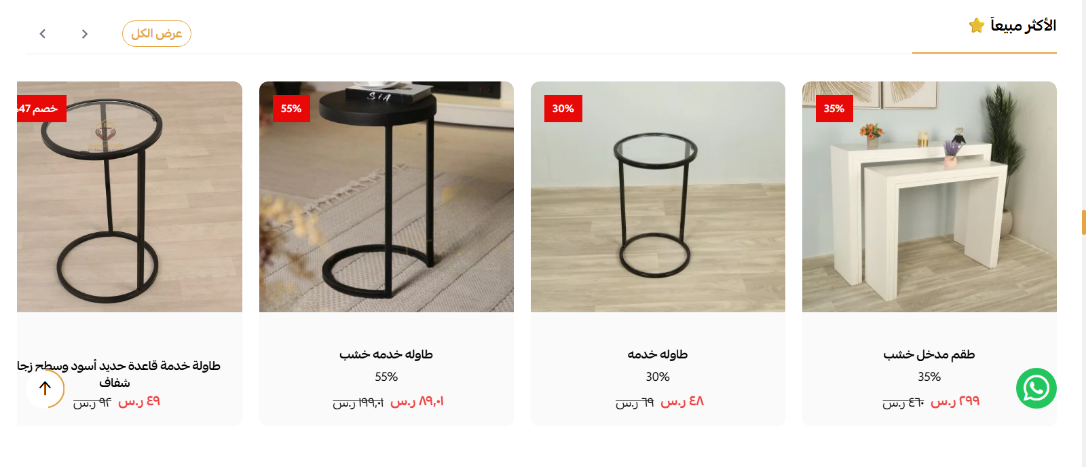 الأكثر مبيعاً ⭐
عرض الكل
35%
30%
55%
خصم 47
S/A
طقم مدخل خشب
35%
٢٩٩ ر.س ٤٦٠ ر.س
طاوله خدمه
30%
٤٨ ر.س ٦٩ ر.س
طاوله خدمه خشب
55%
٨٩,٠١ ر.س ١٩٩,٠١ ر.س
طاولة خدمة قاعدة حديد أسود وسطح زجا
شفاف
٤٩ ر.س ٩٢ ر.س